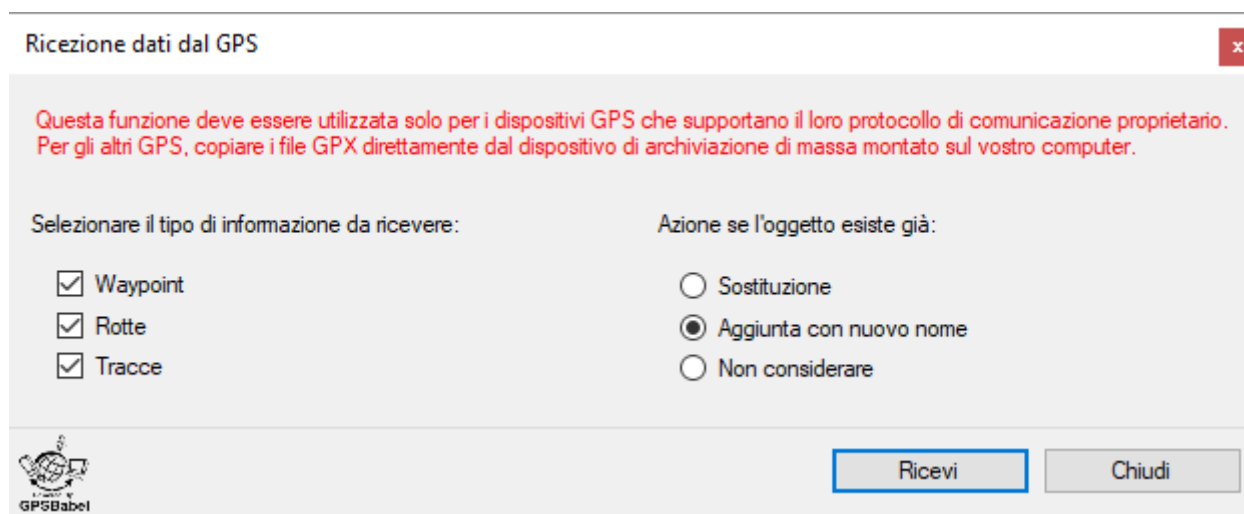 Ricezione dati dal GPS
x
Questa funzione deve essere utilizzata solo per i dispositivi GPS che supportano il loro protocollo di comunicazione proprietario.
Per gli altri GPS, copiare i file GPX direttamente dal dispositivo di archiviazione di massa montato sul vostro computer.
Selezionare il tipo di informazione da ricevere:
Waypoint
Rotte
Tracce
Azione se l'oggetto esiste già:
Sostituzione
Aggiunta con nuovo nome
Non considerare
GPSBabel
Ricevi
Chiudi